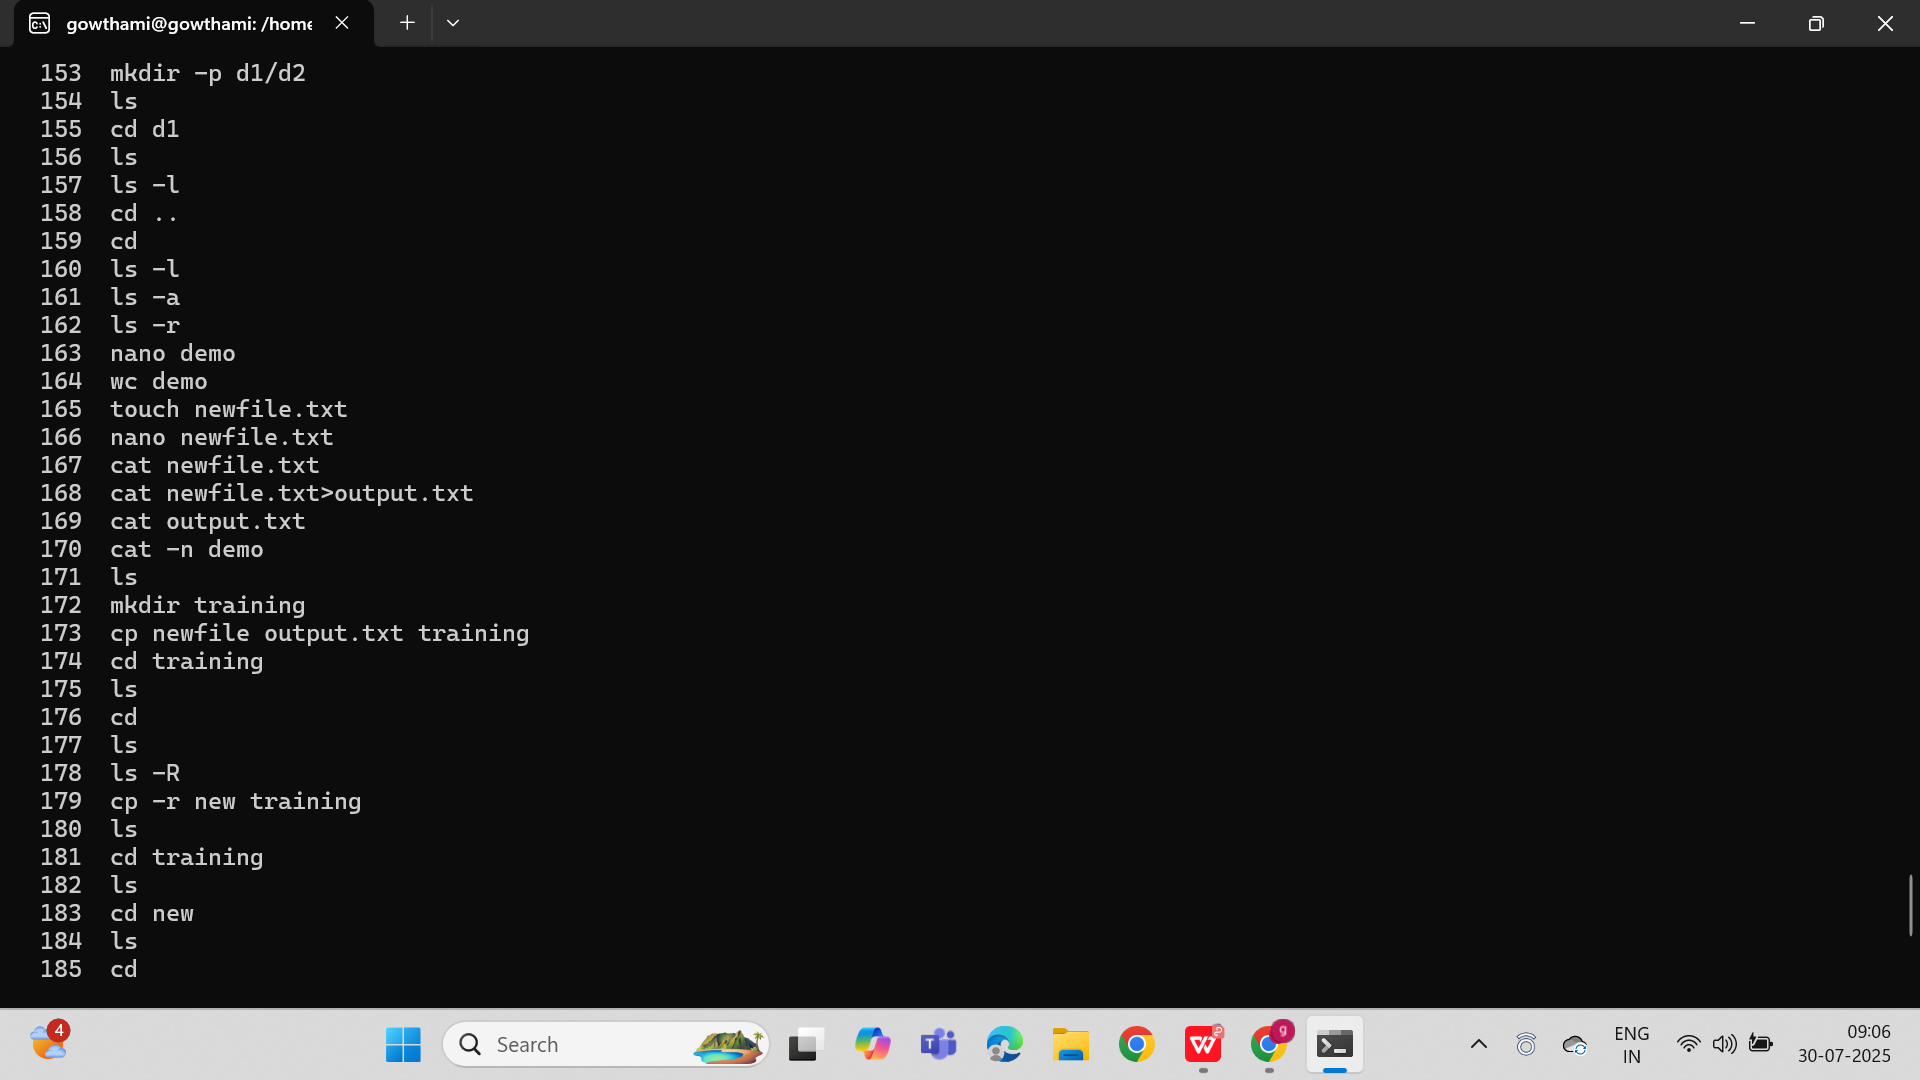 gowthami@gowthami: /home
153 mkdir -p d1/d2
154 ls
155 cd d1
156 ls
157 ls -l
158 cd ..
159 cd
160 ls -l
161 ls -a
162 ls -r
163 nano demo
164 wc demo
165 touch newfile.txt
166 nano newfile.txt
167 cat newfile.txt
168 cat newfile.txt>output.txt
169 cat output.txt
170 cat -n demo
171 ls
172 mkdir training
173 cp newfile output.txt training
174 cd training
175 ls
176 cd
177 ls
178 ls -R
179 cp -r new training
180 ls
181 cd training
182 ls
183 cd new
184 ls
185 cd
4
Search
ENG
IN
09:06
30-07-2025